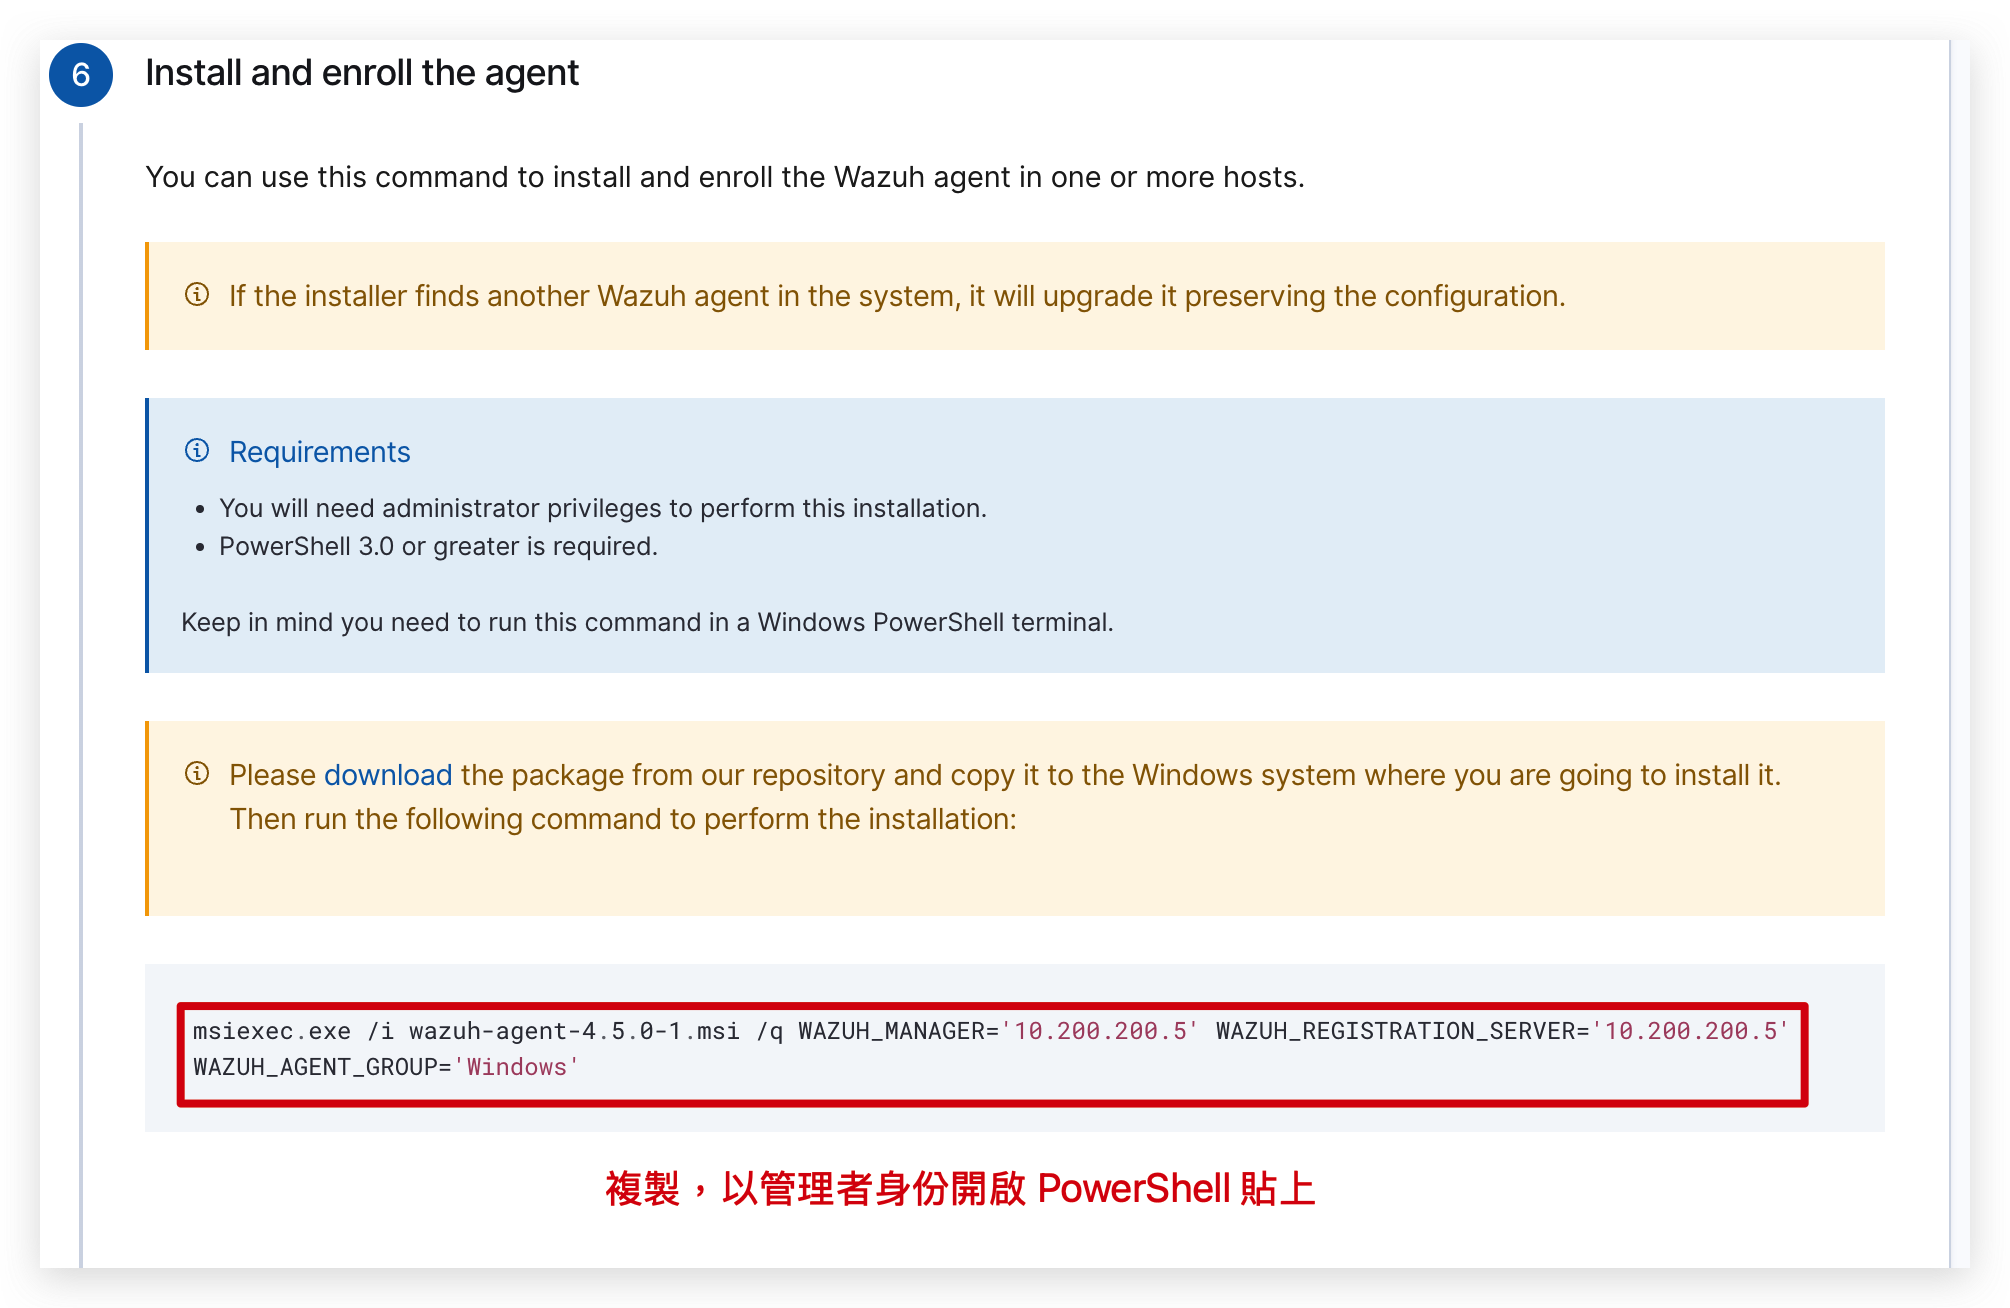 6
Install and enroll the agent
You can use this command to install and enroll the Wazuh agent in one or more hosts.
If the installer finds another Wazuh agent in the system, it will upgrade it preserving the configuration.
Requirements
• You will need administrator privileges to perform this installation.
• PowerShell 3.0 or greater is required.
Keep in mind you need to run this command in a Windows PowerShell terminal.
Please download the package from our repository and copy it to the Windows system where you are going to install it.
Then run the following command to perform the installation:
msiexec.exe /i wazuh-agent-4.5.0-1.msi /q WAZUH_MANAGER='10.200.200.5' WAZUH_REGISTRATION_SERVER='10.200.200.5'
WAZUH_AGENT_GROUP='Windows'
複製，以管理者身份開啟 PowerShell 貼上